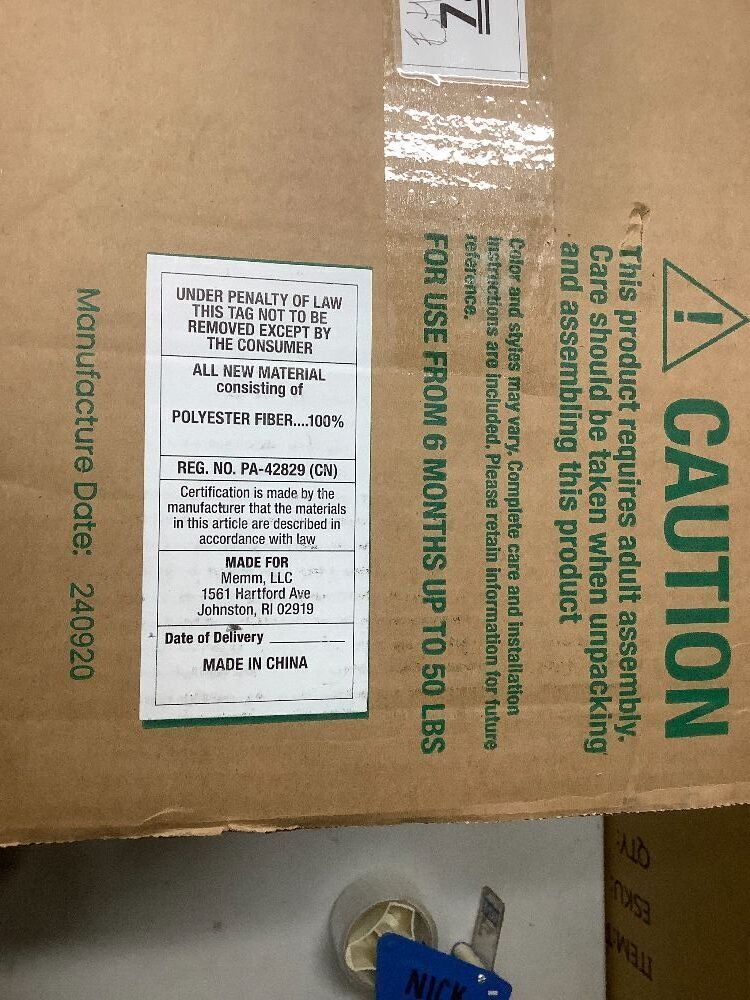 Z
CAUTION
This product requires adult assembly.
Care should be taken when unpacking
and assembling this product
Color and styles may vary. Complete care and installation
instructions are included. Please retain information for future
reference.
FOR USE FROM 6 MONTHS UP TO 50 LBS
UNDER PENALTY OF LAW
THIS TAG NOT TO BE
REMOVED EXCEPT BY
THE CONSUMER
ALL NEW MATERIAL
consisting of
POLYESTER FIBER....100%
REG. NO. PA-42829 (CN)
Certification is made by the
manufacturer that the materials
in this article are described in
accordance with law
MADE FOR
Memm, LLC
1561 Hartford Ave
Johnston, RI 02919
Date of Delivery
MADE IN CHINA
Manufacture Date: 240920
QTY:
ESKU:
ITEM
NICK